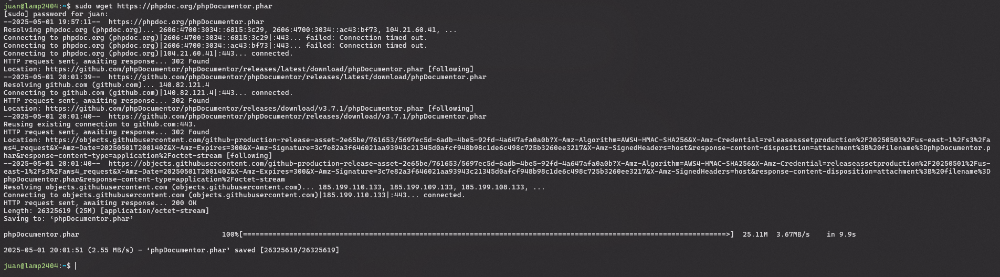 juan@lamp2404:~$ sudo wget https://phpdoc.org/phpDocumentor.phar
[sudo] password for juan:
--2025-05-01 19:57:11--  https://phpdoc.org/phpDocumentor.phar
Resolving phpdoc.org (phpdoc.org)... 2606:4700:3034::6815:3c29, 2606:4700:3034::ac43:bf73, 104.21.60.41, ...
Connecting to phpdoc.org (phpdoc.org)|2606:4700:3034::6815:3c29|:443... failed: Connection timed out.
Connecting to phpdoc.org (phpdoc.org)|2606:4700:3034::ac43:bf73|:443... failed: Connection timed out.
Connecting to phpdoc.org (phpdoc.org)|104.21.60.41|:443... connected.
HTTP request sent, awaiting response... 302 Found
Location: https://github.com/phpDocumentor/phpDocumentor/releases/latest/download/phpDocumentor.phar [following]
--2025-05-01 20:01:39--  https://github.com/phpDocumentor/phpDocumentor/releases/latest/download/phpDocumentor.phar
Resolving github.com (github.com)... 140.82.121.4
Connecting to github.com (github.com)|140.82.121.4|:443... connected.
HTTP request sent, awaiting response... 302 Found
Location: https://github.com/phpDocumentor/phpDocumentor/releases/download/v3.7.1/phpDocumentor.phar [following]
--2025-05-01 20:01:40--  https://github.com/phpDocumentor/phpDocumentor/releases/download/v3.7.1/phpDocumentor.phar
Reusing existing connection to github.com:443.
HTTP request sent, awaiting response... 302 Found
Location: https://objects.githubusercontent.com/github-production-release-asset-2e65be/761653/5697ec5d-6adb-4be5-92fd-4a647afa0a0b?X-Amz-Algorithm=AWS4-HMAC-SHA256&X-Amz-Credential=releaseassetproduction%2F20250501%2Fus-east-1%2Fs3%2Fa
ws4_request&X-Amz-Date=20250501T200140Z&X-Amz-Expires=300&X-Amz-Signature=3c7e82a3f646021aa93943c21345d0afcf948b98c1de6c498c725b3260ee3217&X-Amz-SignedHeaders=host&response-content-disposition=attachment%3B%20filename%3DphpDocumentor.p
har&response-content-type=application%2Foctet-stream [following]
--2025-05-01 20:01:40--  https://objects.githubusercontent.com/github-production-release-asset-2e65be/761653/5697ec5d-6adb-4be5-92fd-4a647afa0a0b?X-Amz-Algorithm=AWS4-HMAC-SHA256&X-Amz-Credential=releaseassetproduction%2F20250501%2Fus-
east-1%2Fs3%2Faws4_request&X-Amz-Date=20250501T200140Z&X-Amz-Expires=300&X-Amz-Signature=3c7e82a3f646021aa93943c21345d0afcf948b98c1de6c498c725b3260ee3217&X-Amz-SignedHeaders=host&response-content-disposition=attachment%3B%20filename%3D
phpDocumentor.phar&response-content-type=application%2Foctet-stream
Resolving objects.githubusercontent.com (objects.githubusercontent.com)... 185.199.110.133, 185.199.109.133, 185.199.108.133, ...
Connecting to objects.githubusercontent.com (objects.githubusercontent.com)|185.199.110.133|:443... connected.
HTTP request sent, awaiting response... 200 OK
Length: 26325619 (25M) [application/octet-stream]
Saving to: ‘phpDocumentor.phar’
phpDocumentor.phar                                  100%[===================================================================================================================>]  25.11M  3.67MB/s    in 9.9s
2025-05-01 20:01:51 (2.55 MB/s) - ‘phpDocumentor.phar’ saved [26325619/26325619]
juan@lamp2404:~$